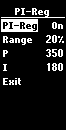 PI-Reg
PI-Reg On
Range 20%
P 350
I 180
Exit